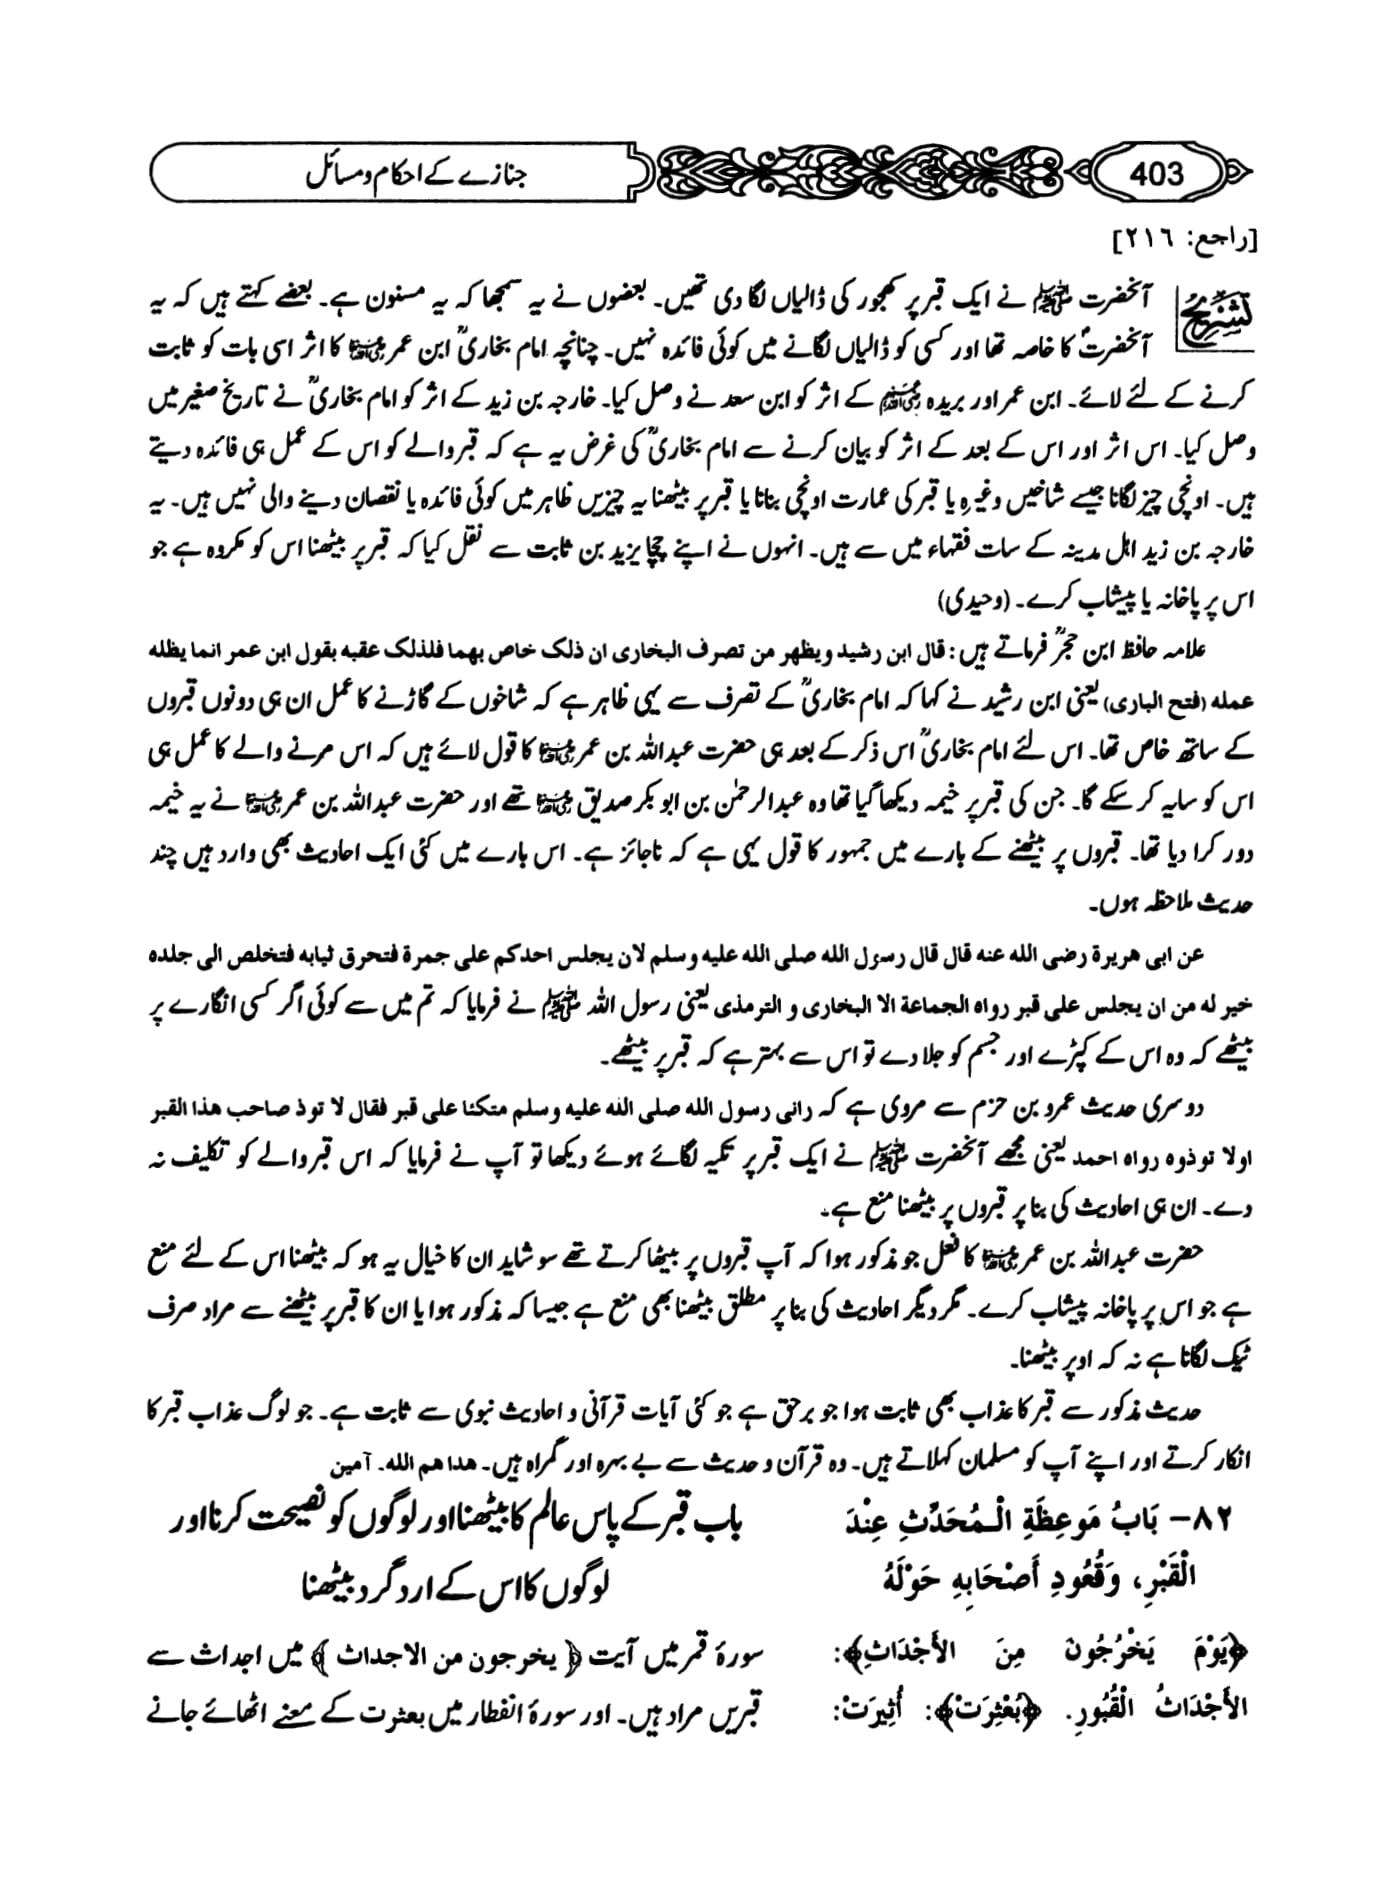 403
جنازے کے احکام و مسائل
[راجع: ٢١٦]
تشریح
آنحضرت ﷺ نے ایک قبر پر کھجور کی ڈالیاں لگا دی تھیں۔ بعضوں نے یہ سمجھا کہ یہ مسنون ہے۔ بعضے کہتے ہیں کہ یہ
آنحضرتؐ کا خاصہ تھا اور کسی کو ڈالیاں لگانے میں کوئی فائدہ نہیں۔ چنانچہ امام بخاریؒ ابن عمر رضی اللہ عنہما کا اثر اسی بات کو ثابت
کرنے کے لئے لائے۔ ابن عمر اور بریدہ رضی اللہ عنہم کے اثر کو ابن سعد نے وصل کیا۔ خارجہ بن زید کے اثر کو امام بخاریؒ نے تاریخ صغیر میں
وصل کیا۔ اس اثر اور اس کے بعد کے اثر کو بیان کرنے سے امام بخاریؒ کی غرض یہ ہے کہ قبر والے کو اس کے عمل ہی فائدہ دیتے
ہیں۔ اونچی چیز لگانا جیسے شاخیں وغیرہ یا قبر کی عمارت اونچی بنانا یا قبر پر بیٹھنا یہ چیزیں ظاہر میں کوئی فائدہ یا نقصان دینے والی نہیں ہیں۔ یہ
خارجہ بن زید اہل مدینہ کے سات فقہاء میں سے ہیں۔ انہوں نے اپنے چچا یزید بن ثابت سے نقل کیا کہ قبر پر بیٹھنا اس کو مکروہ ہے جو
اس پر پاخانہ یا پیشاب کرے۔ (وحیدی)
علامہ حافظ ابن حجرؒ فرماتے ہیں: قال ابن رشید ویظهر من تصرف البخاری ان ذلک خاص بهما فلذلک عقبه بقول ابن عمر انما یظله
عمله (فتح الباری) یعنی ابن رشید نے کہا کہ امام بخاریؒ کے تصرف سے یہی ظاہر ہے کہ شاخوں کے گاڑنے کا عمل ان ہی دونوں قبروں
کے ساتھ خاص تھا۔ اس لئے امام بخاریؒ اس ذکر کے بعد ہی حضرت عبداللہ بن عمر رضی اللہ عنہما کا قول لائے ہیں کہ اس مرنے والے کا عمل ہی
اس کو سایہ کر سکے گا۔ جن کی قبر پر خیمہ دیکھا گیا تھا وہ عبدالرحمٰن بن ابو بکر صدیق رضی اللہ عنہما تھے اور حضرت عبداللہ بن عمر رضی اللہ عنہما نے یہ خیمہ
دور کرا دیا تھا۔ قبروں پر بیٹھنے کے بارے میں جمہور کا قول یہی ہے کہ ناجائز ہے۔ اس بارے میں کئی ایک احادیث بھی وارد ہیں چند
حدیث ملاحظہ ہوں۔
عن ابی هریرة رضی الله عنه قال قال رسول الله صلی الله علیه وسلم لان یجلس احدکم علی جمرة فتحرق ثیابه فتخلص الی جلده
خیر له من ان یجلس علی قبر رواه الجماعة الا البخاری و الترمذی یعنی رسول اللہ ﷺ نے فرمایا کہ تم میں سے کوئی اگر کسی انگارے پر
بیٹھے کہ وہ اس کے کپڑے اور جسم کو جلا دے تو اس سے بہتر ہے کہ قبر پر بیٹھے۔
دوسری حدیث عمرو بن حزم سے مروی ہے کہ رانی رسول الله صلی الله علیه وسلم متکئا علی قبر فقال لا توذ صاحب هذا القبر
اولا توذوه رواه احمد یعنی مجھے آنحضرت ﷺ نے ایک قبر پر تکیہ لگائے ہوئے دیکھا تو آپ نے فرمایا کہ اس قبر والے کو تکلیف نہ
دے۔ ان ہی احادیث کی بنا پر قبروں پر بیٹھنا منع ہے۔
حضرت عبداللہ بن عمر رضی اللہ عنہما کا فعل جو مذکور ہوا کہ آپ قبروں پر بیٹھا کرتے تھے سو شاید ان کا خیال یہ ہو کہ بیٹھنا اس کے لئے منع
ہے جو اس پر پاخانہ پیشاب کرے۔ مگر دیگر احادیث کی بنا پر مطلق بیٹھنا بھی منع ہے جیسا کہ مذکور ہوا یا ان کا قبر پر بیٹھنے سے مراد صرف
ٹیک لگانا ہے نہ کہ اوپر بیٹھنا۔
حدیث مذکور سے قبر کا عذاب بھی ثابت ہوا جو برحق ہے جو کئی آیات قرآنی و احادیث نبوی سے ثابت ہے۔ جو لوگ عذاب قبر کا
انکار کرتے اور اپنے آپ کو مسلمان کہلاتے ہیں۔ وہ قرآن و حدیث سے بے بہرہ اور گمراہ ہیں۔ هداهم الله۔ آمین
٨٢- بَابُ مَوعِظَةِ الْـمُحَدِّثِ عِنْدَ
الْقَبْرِ، وَقُعُودِ أَصْحَابِهِ حَوْلَهُ
باب قبر کے پاس عالم کا بیٹھنا اور لوگوں کو نصیحت کرنا اور
لوگوں کا اس کے ارد گرد بیٹھنا
﴿يَوْمَ يَخْرُجُونَ مِنَ الأَجْدَاثِ﴾:
الأَجْدَاثُ الْقُبُورِ. ﴿بُعْثِرَتْ﴾: أُثِيرَتْ:
سورۂ قمر میں آیت ﴿ یخرجون من الاجداث ﴾ میں اجداث سے
قبریں مراد ہیں۔ اور سورۂ انفطار میں بعثرت کے معنے اٹھائے جانے